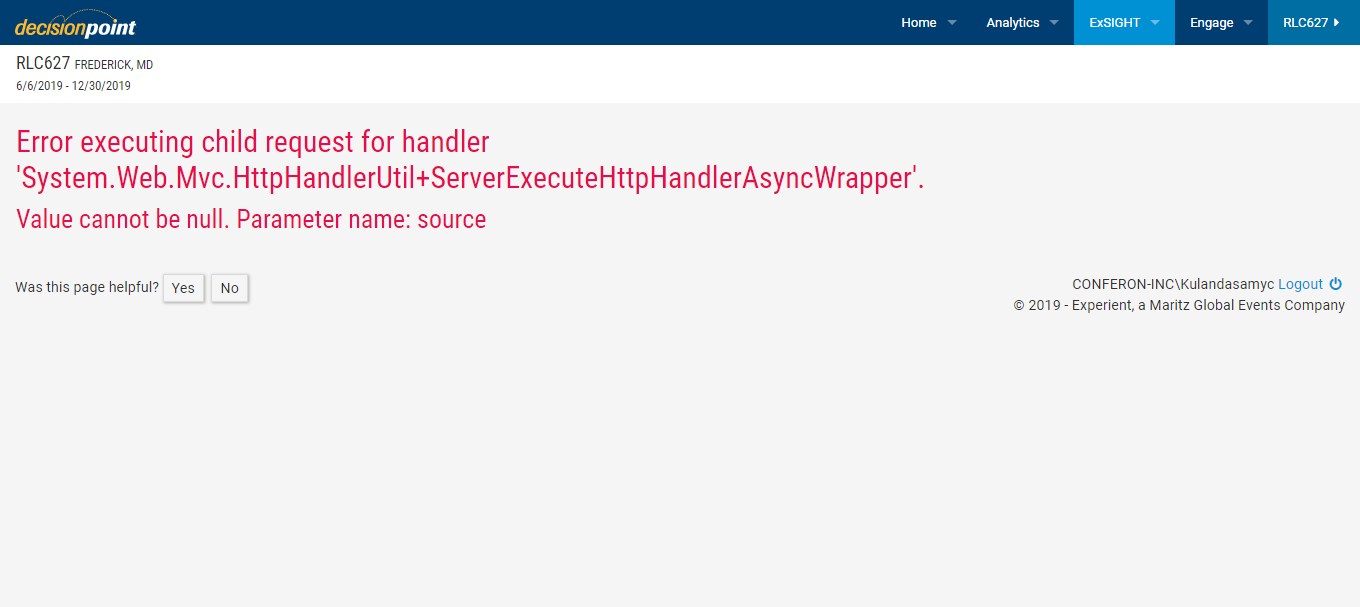 decisionpoint
Home Analytics ExSIGHT Engage RLC627
RLC627 FREDERICK, MD
6/6/2019 - 12/30/2019
Error executing child request for handler
'System.Web.Mvc.HttpHandlerUtil+ServerExecuteHttpHandlerAsyncWrapper'.
Value cannot be null. Parameter name: source
Was this page helpful? Yes No
CONFERON-INC\Kulandasamyc Logout
© 2019 - Experient, a Maritz Global Events Company